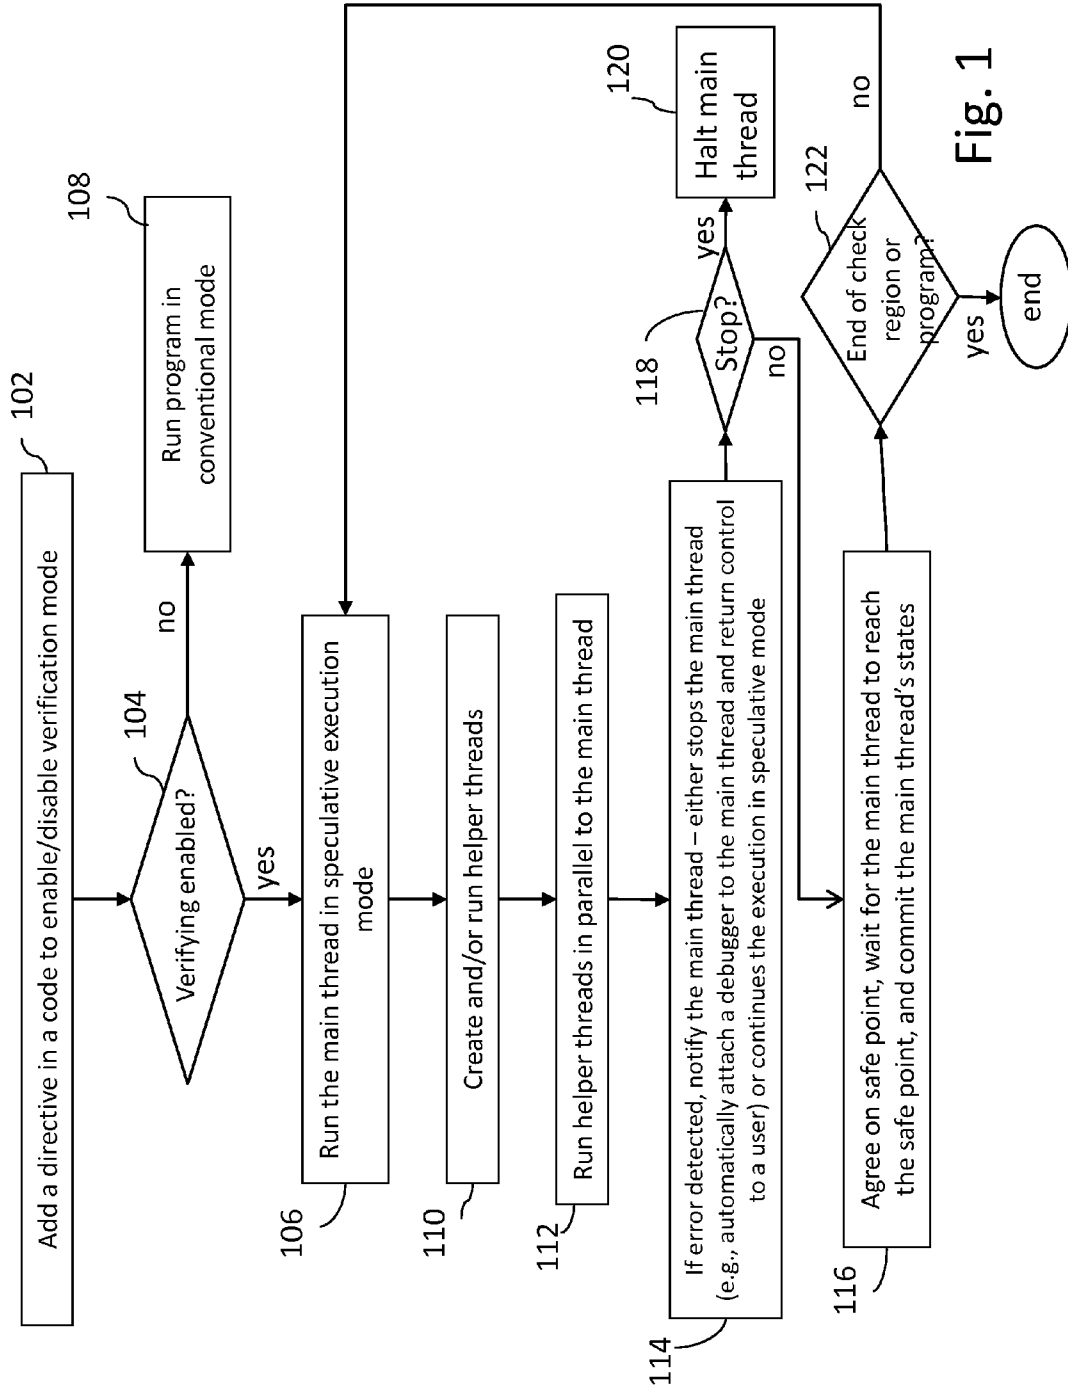 102
Add a directive in a code to enable/disable verification mode
104
Verifying enabled?
no
108
Run program in
conventional mode
yes
106
Run the main thread in speculative execution
mode
110
Create and/or run helper threads
112
Run helper threads in parallel to the main thread
114
If error detected, notify the main thread – either stops the main thread
(e.g., automatically attach a debugger to the main thread and return control
to a user) or continues the execution in speculative mode
118
Stop?
yes
120
Halt main
thread
no
116
Agree on safe point, wait for the main thread to reach
the safe point, and commit the main thread's states
122
End of check
region or
program?
no
yes
end
Fig. 1